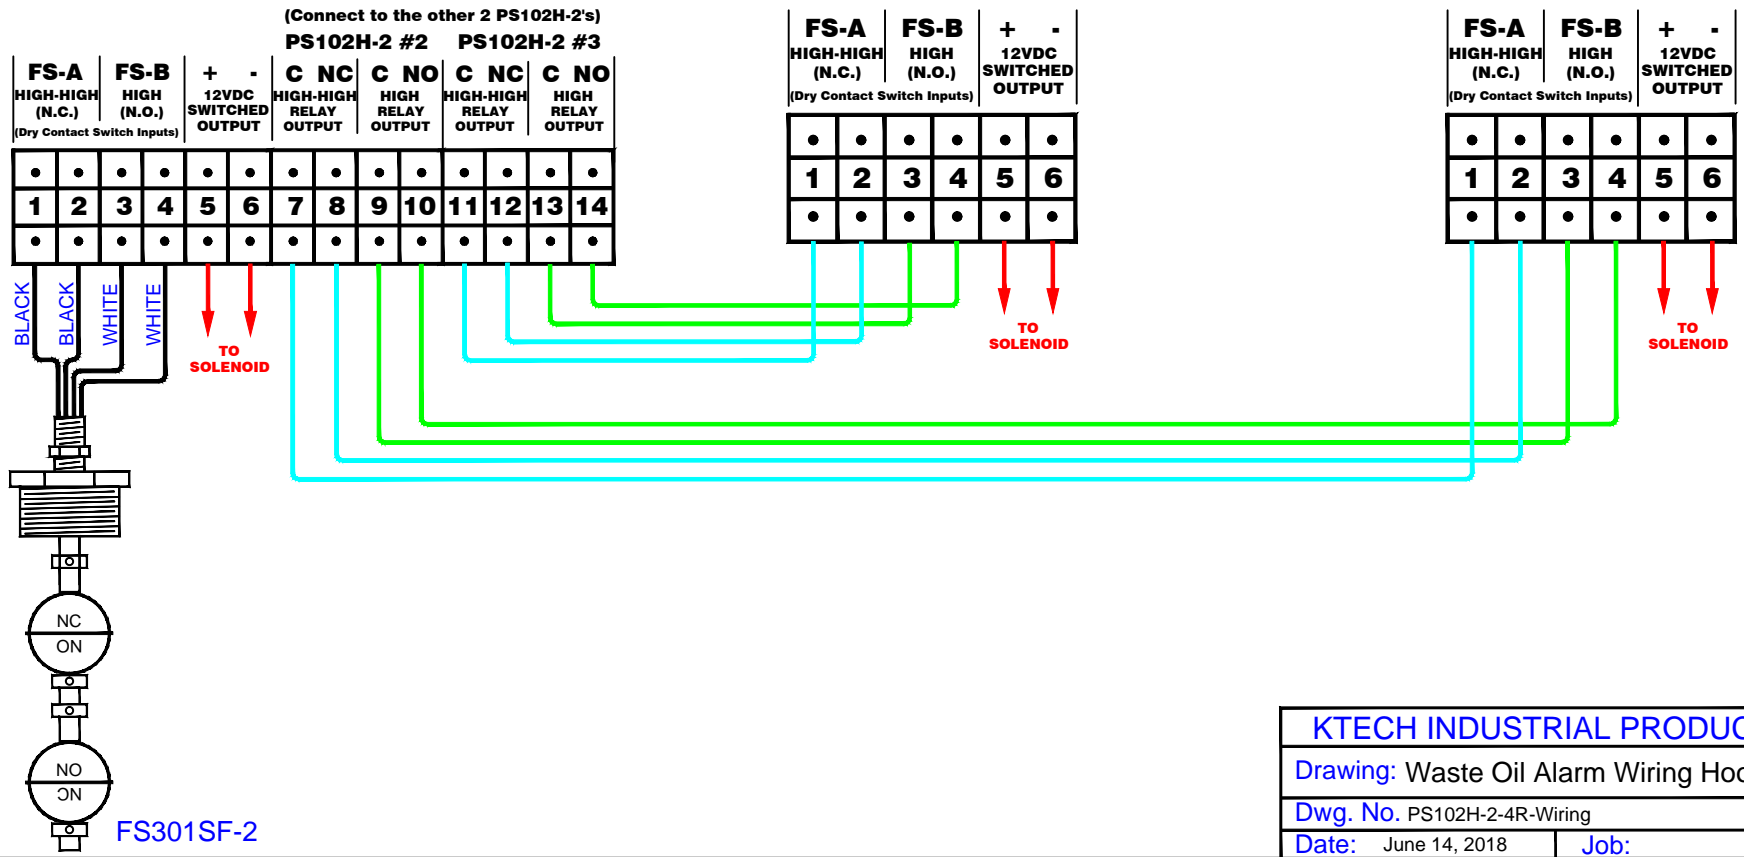 (Connect to the other 2 PS102H-2's)
PS102H-2 #2 PS102H-2 #3
FS-A FS-B + - C NC C NO C NC C NO
HIGH-HIGH HIGH 12VDC HIGH-HIGH HIGH HIGH-HIGH HIGH
(N.C.) (N.O.) SWITCHED RELAY RELAY RELAY RELAY
(Dry Contact Switch Inputs) OUTPUT OUTPUT OUTPUT OUTPUT OUTPUT
1 2 3 4 5 6 7 8 9 10 11 12 13 14
BLACK BLACK WHITE WHITE
TO
SOLENOID
FS-A FS-B + -
HIGH-HIGH HIGH 12VDC
(N.C.) (N.O.) SWITCHED
(Dry Contact Switch Inputs) OUTPUT
1 2 3 4 5 6
TO
SOLENOID
FS-A FS-B + -
HIGH-HIGH HIGH 12VDC
(N.C.) (N.O.) SWITCHED
(Dry Contact Switch Inputs) OUTPUT
1 2 3 4 5 6
TO
SOLENOID
NC
NO
NO
NC
FS301SF-2
KTECH INDUSTRIAL PRODUC
Drawing: Waste Oil Alarm Wiring Hoo
Dwg. No. PS102H-2-4R-Wiring
Date: June 14, 2018 Job: